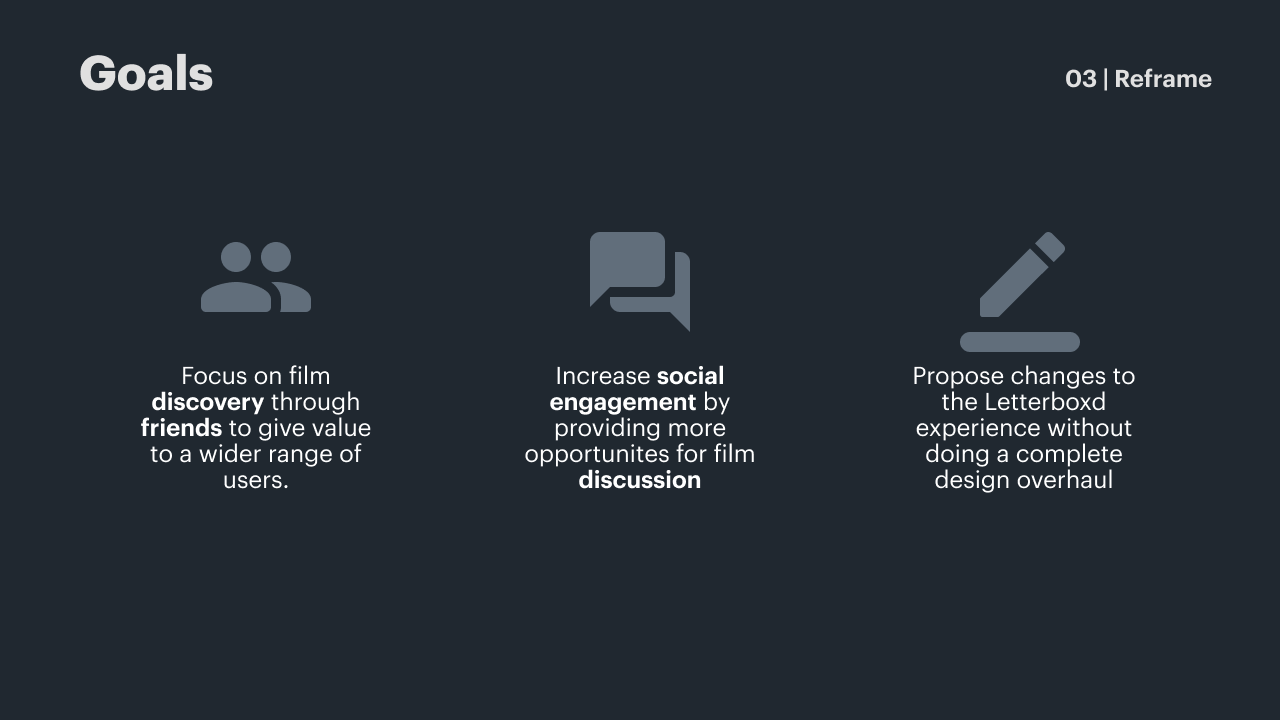 Goals
03 | Reframe
Focus on film
discovery through
friends to give value
to a wider range of
users.
Increase social
engagement by
providing more
opportunites for film
discussion
Propose changes to
the Letterboxd
experience without
doing a complete
design overhaul